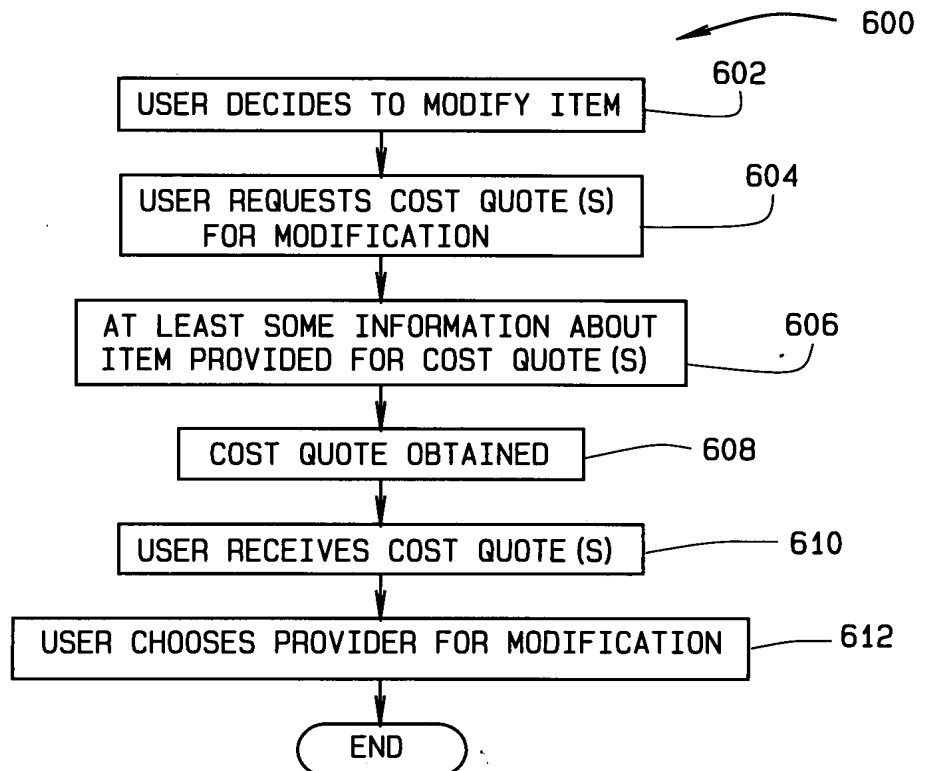 600
602
USER DECIDES TO MODIFY ITEM
604
USER REQUESTS COST QUOTE(S)
FOR MODIFICATION
606
AT LEAST SOME INFORMATION ABOUT
ITEM PROVIDED FOR COST QUOTE(S)
COST QUOTE OBTAINED
608
USER RECEIVES COST QUOTE(S)
610
USER CHOOSES PROVIDER FOR MODIFICATION
612
END